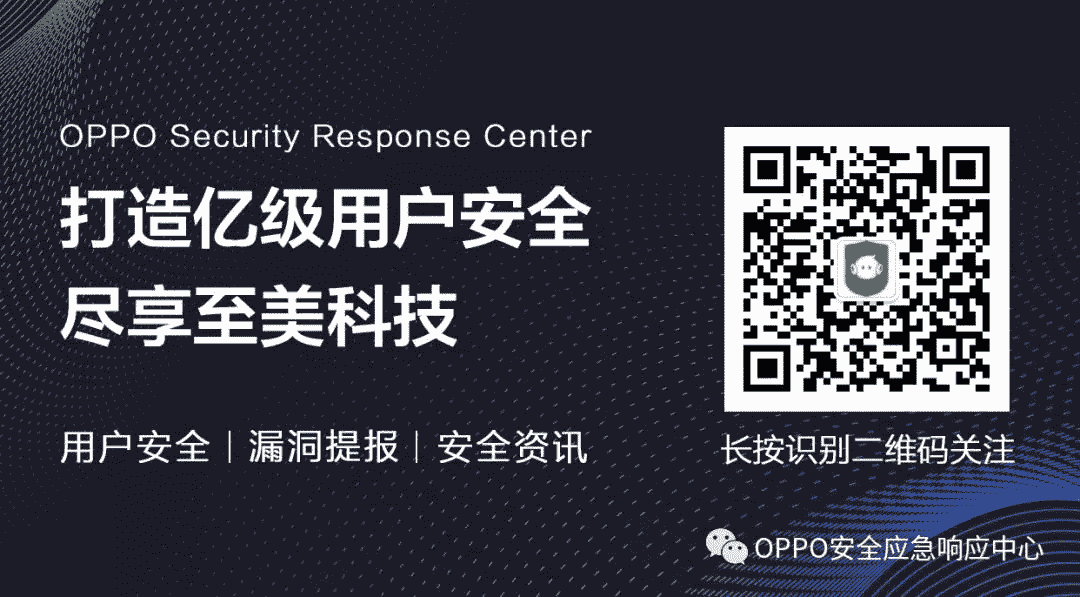 OPPO Security Response Center
打造亿级用户安全
尽享至美科技
用户安全｜漏洞提报｜安全资讯
长按识别二维码关注
OPPO安全应急响应中心